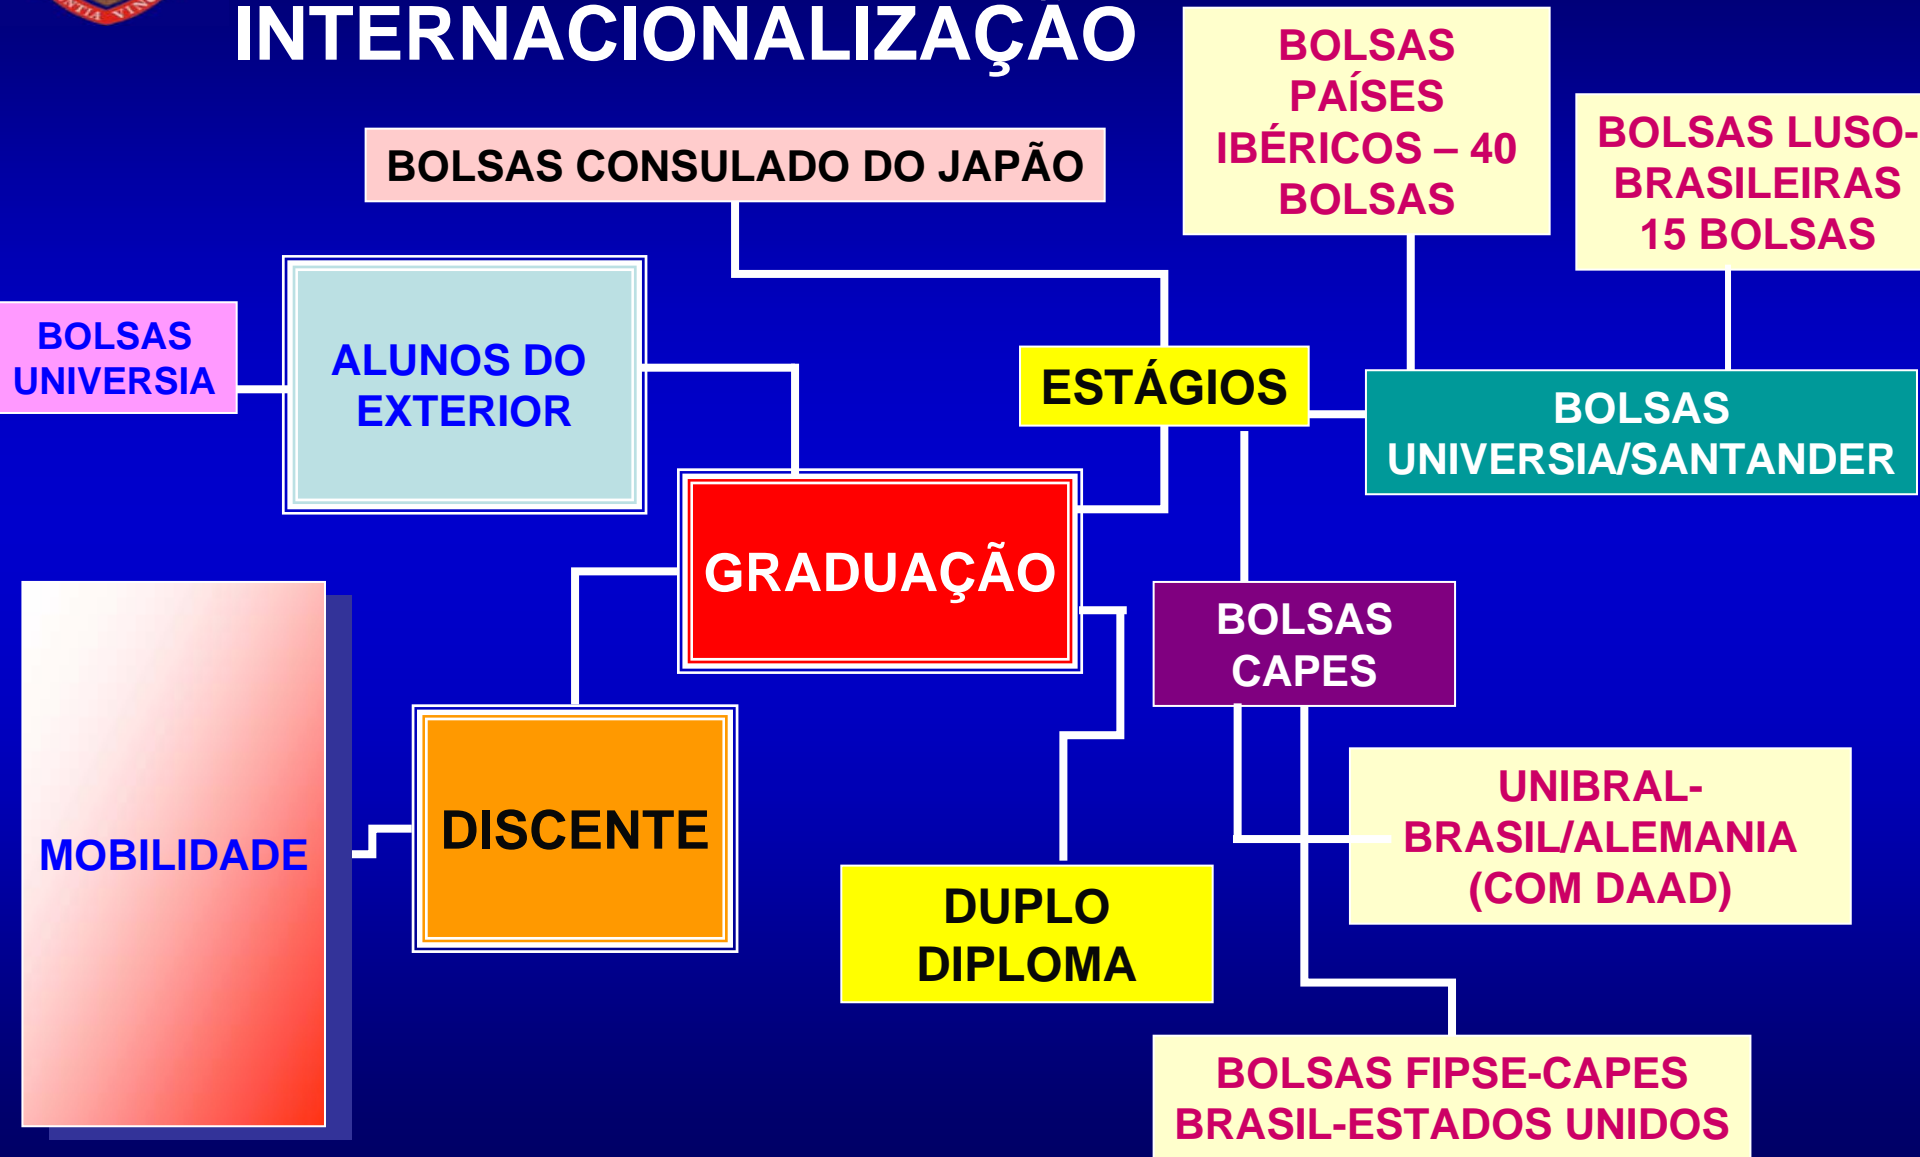 INTERNACIONALIZAÇÃO
BOLSAS
PAÍSES
IBÉRICOS – 40
BOLSAS
BOLSAS LUSO-
BRASILEIRAS
15 BOLSAS
BOLSAS CONSULADO DO JAPÃO
BOLSAS
UNIVERSIA
ALUNOS DO
EXTERIOR
ESTÁGIOS
BOLSAS
UNIVERSIA/SANTANDER
GRADUAÇÃO
BOLSAS
CAPES
MOBILIDADE
DISCENTE
DUPLO
DIPLOMA
UNIBRAL-
BRASIL/ALEMANIA
(COM DAAD)
BOLSAS FIPSE-CAPES
BRASIL-ESTADOS UNIDOS